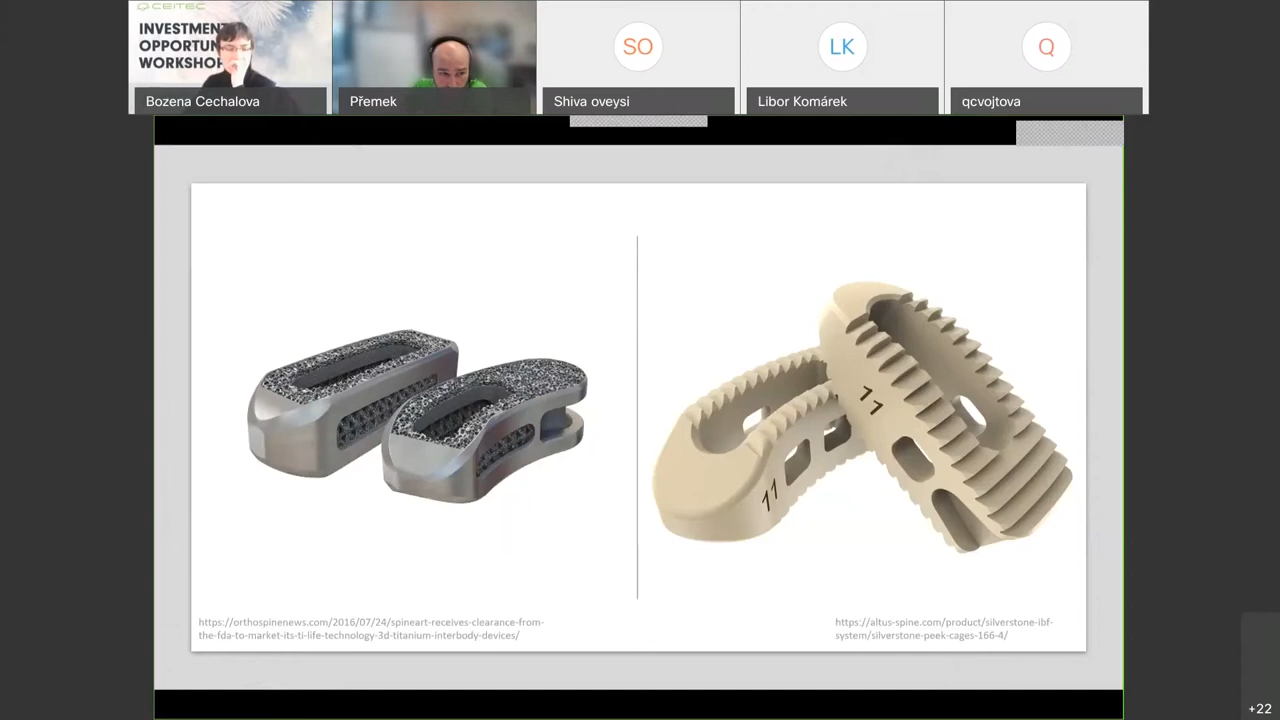 CEITEC
INVESTMENT
OPPORTUN
WORKSHOP
Bozena Cechalova
Přemek
SO
Shiva oveysi
LK
Libor Komárek
Q
qcvojtova
11
11
https://orthospinenews.com/2016/07/24/spineart-receives-clearance-from-
the-fda-to-market-its-ti-life-technology-3d-titanium-interbody-devices/
https://altus-spine.com/product/silverstone-ibf-
system/silverstone-peek-cages-166-4/
+22